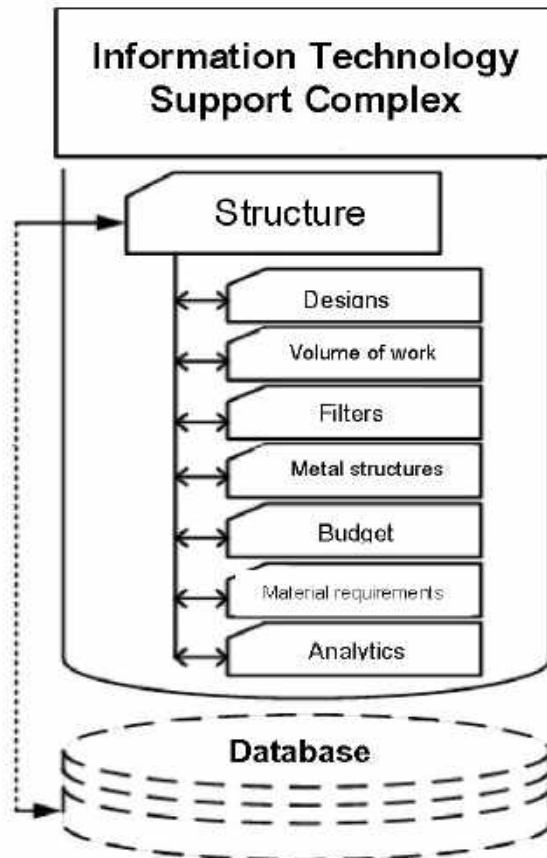 Information Technology
Support Complex
Structure
Designs
Volume of work
Filters
Metal structures
Budget
Material requirements
Analytics
Database